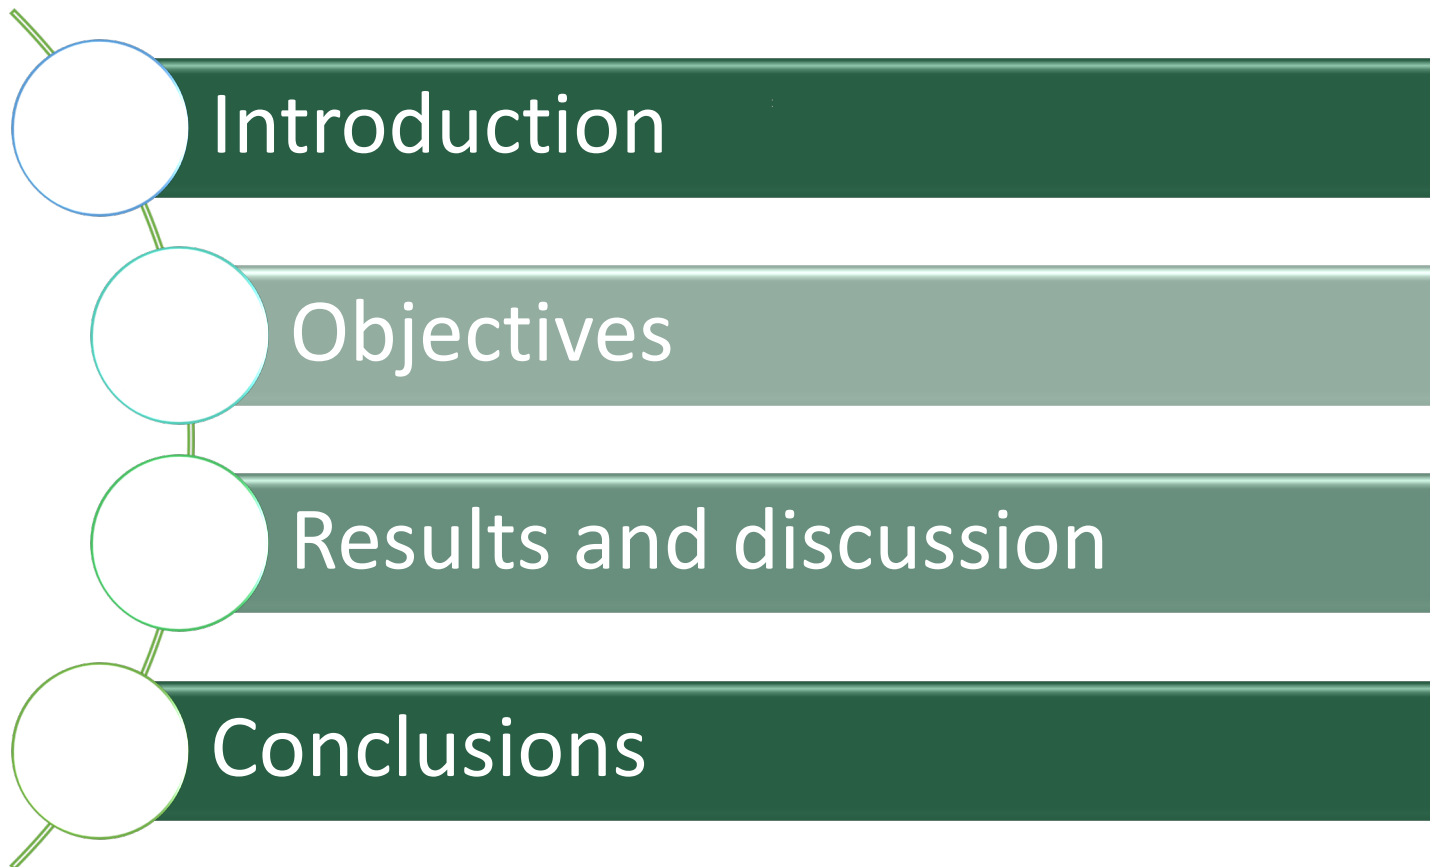 Introduction
Objectives
Results and discussion
Conclusions